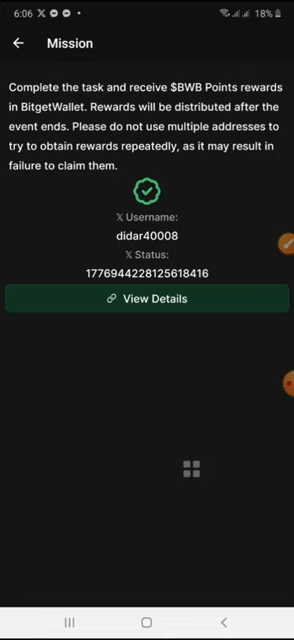 6:06 X
18%
Mission
Complete the task and receive $BWB Points rewards
in BitgetWallet. Rewards will be distributed after the
event ends. Please do not use multiple addresses to
try to obtain rewards repeatedly, as it may result in
failure to claim them.
X Username:
didar40008
X Status:
1776944228125618416
View Details